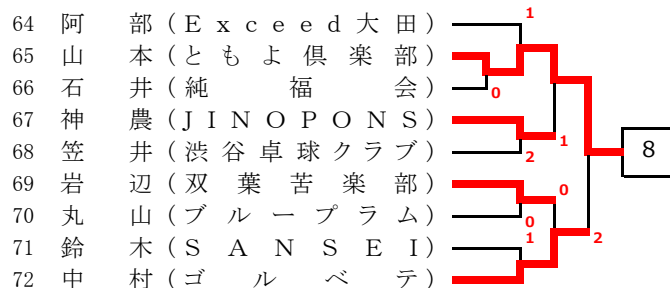 64 阿部(Exceed大田)
65 山本(ともよ倶楽部)
66 石井(純福会)
67 神農(JINOPONS)
68 笠井(渋谷卓球クラブ)
69 岩辺(双葉苦楽部)
70 丸山(ブループラム)
71 鈴木(SANSEI)
72 中村(ゴルベテ)
1
0
2
1
0
0
1
2
8